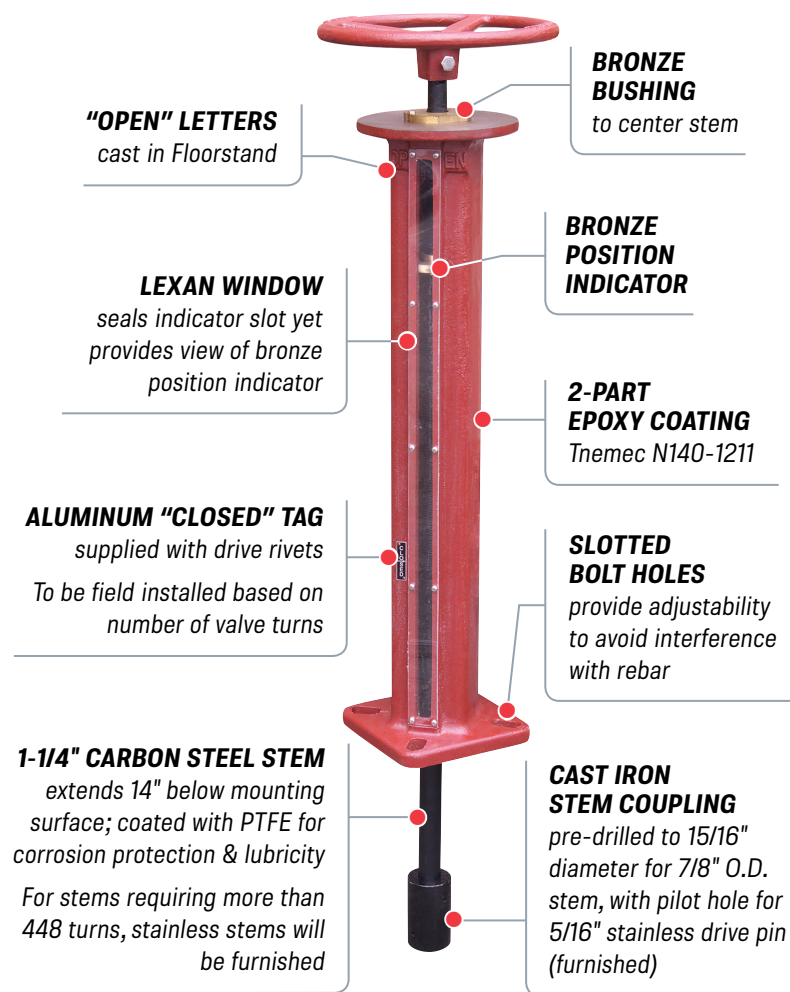 BRONZE
BUSHING
to center stem
"OPEN" LETTERS
cast in Floorstand
BRONZE
POSITION
INDICATOR
LEXAN WINDOW
seals indicator slot yet
provides view of bronze
position indicator
2-PART
EPOXY COATING
Tnemec N140-1211
ALUMINUM "CLOSED" TAG
supplied with drive rivets
To be field installed based on
number of valve turns
SLOTTED
BOLT HOLES
provide adjustability
to avoid interference
with rebar
1-1/4" CARBON STEEL STEM
extends 14" below mounting
surface; coated with PTFE for
corrosion protection & lubricity
For stems requiring more than
448 turns, stainless stems will
be furnished
CAST IRON
STEM COUPLING
pre-drilled to 15/16"
diameter for 7/8" O.D.
stem, with pilot hole for
5/16" stainless drive pin
(furnished)